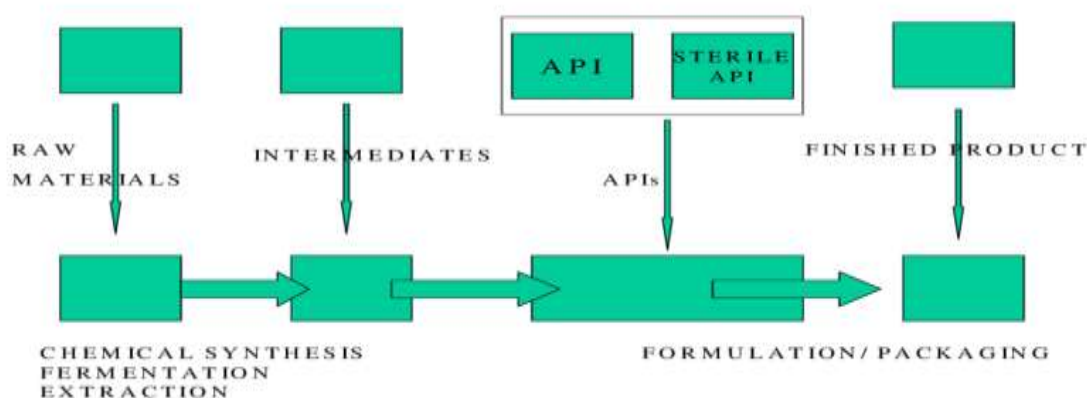 API
STERILE
API
RAW
MATERIALS
INTERMEDIATES
APIs
FINISHED PRODUCT
CHEMICAL SYNTHESIS
FERMENTATION
EXTRACTION
FORMULATION/ PACKAGING